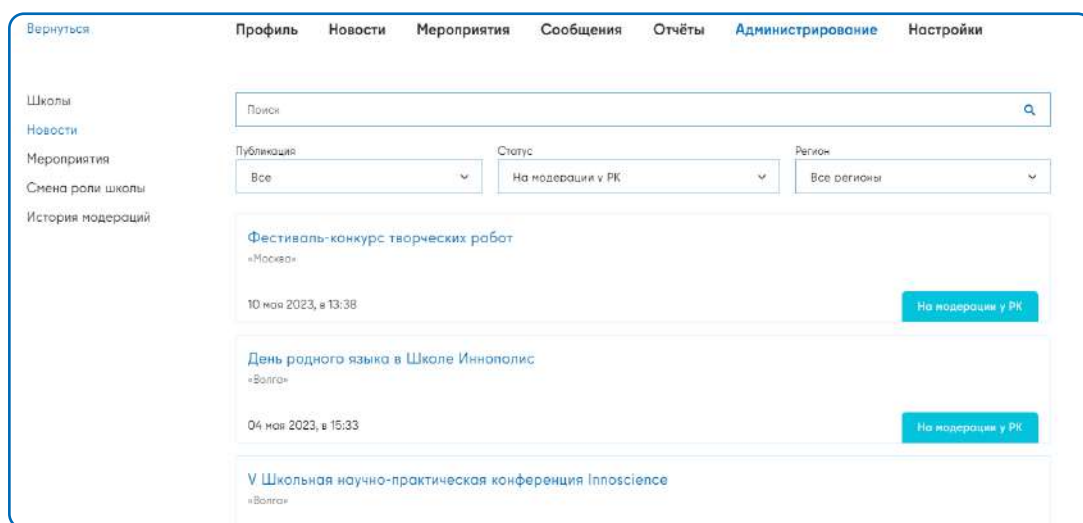 Вернуться
Профиль Новости Мероприятия Сообщения Отчёты Администрирование Настройки
Школы
Новости
Мероприятия
Смена роли школы
История модераций
Поиск
Публикация Статус Регион
Все На модерации у РК Все регионы
Фестиваль-конкурс творческих работ
«Москва»
10 мая 2023, в 13:38
На модерации у РК
День родного языка в Школе Иннополис
«Волга»
04 мая 2023, в 15:33
На модерации у РК
V Школьная научно-практическая конференция Innoscience
«Волга»